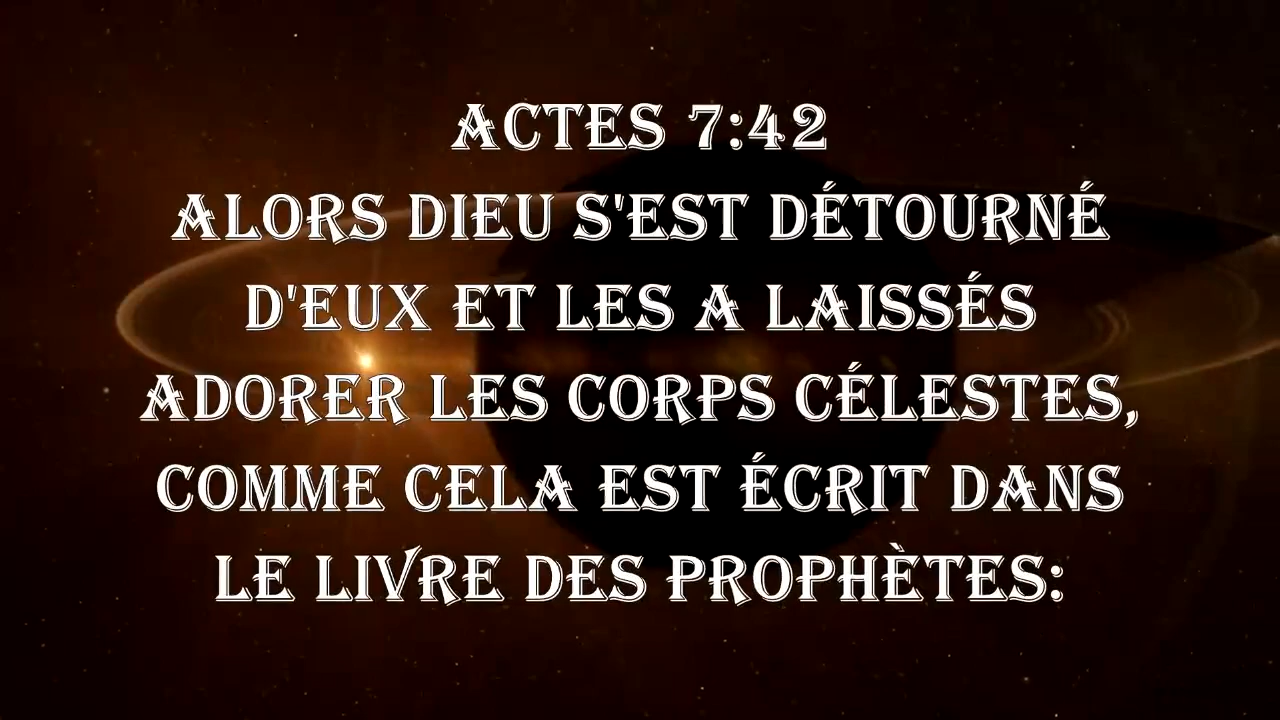 ACTES 7:42
ALORS DIEU S'EST DÉTOURNÉ
D'EUX ET LES A LAISSÉS
ADORER LES CORPS CÉLESTES,
COMME CELA EST ÉCRIT DANS
LE LIVRE DES PROPHÈTES: